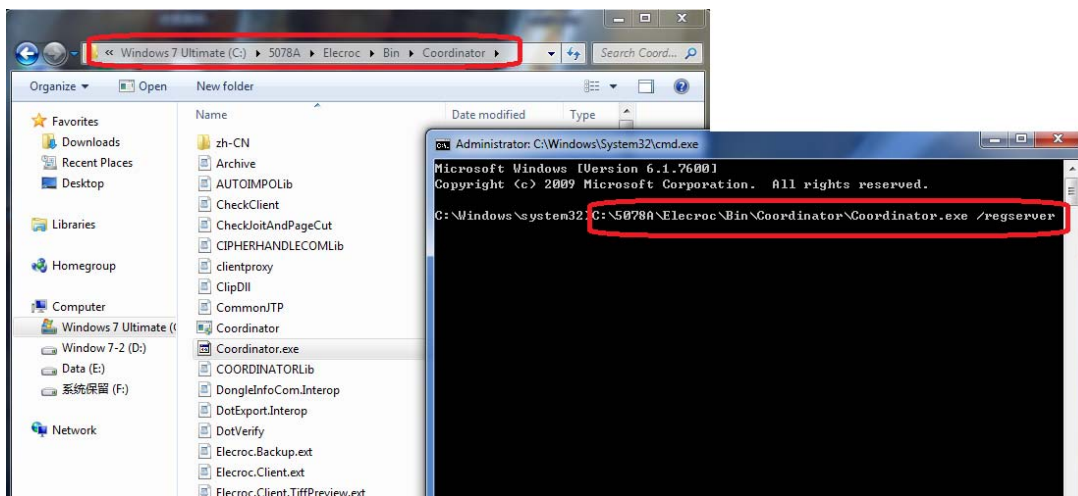 « Windows 7 Ultimate (C:) ▸ 5078A ▸ Elecroc ▸ Bin ▸ Coordinator ▸
Search Coord...
Organize
Open
New folder
Favorites
Downloads
Recent Places
Desktop
Libraries
Homegroup
Computer
Windows 7 Ultimate (
Window 7-2 (D:)
Data (E:)
系统保留 (F:)
Network
Name
Date modified
Type
zh-CN
Archive
AUTOIMPOLib
CheckClient
CheckJoitAndPageCut
CIPHERHANDLECOMLib
clientproxy
ClipDll
CommonJTP
Coordinator
Coordinator.exe
COORDINATORLib
DongleInfoCom.Interop
DotExport.Interop
DotVerify
Elecroc.Backup.ext
Elecroc.Client.ext
Elecroc.Client.TiffPreview.ext
Administrator: C:\Windows\System32\cmd.exe
Microsoft Windows [Version 6.1.7600]
Copyright (c) 2009 Microsoft Corporation. All rights reserved.
C:\Windows\system32>C:\5078A\Elecroc\Bin\Coordinator\Coordinator.exe /regserver